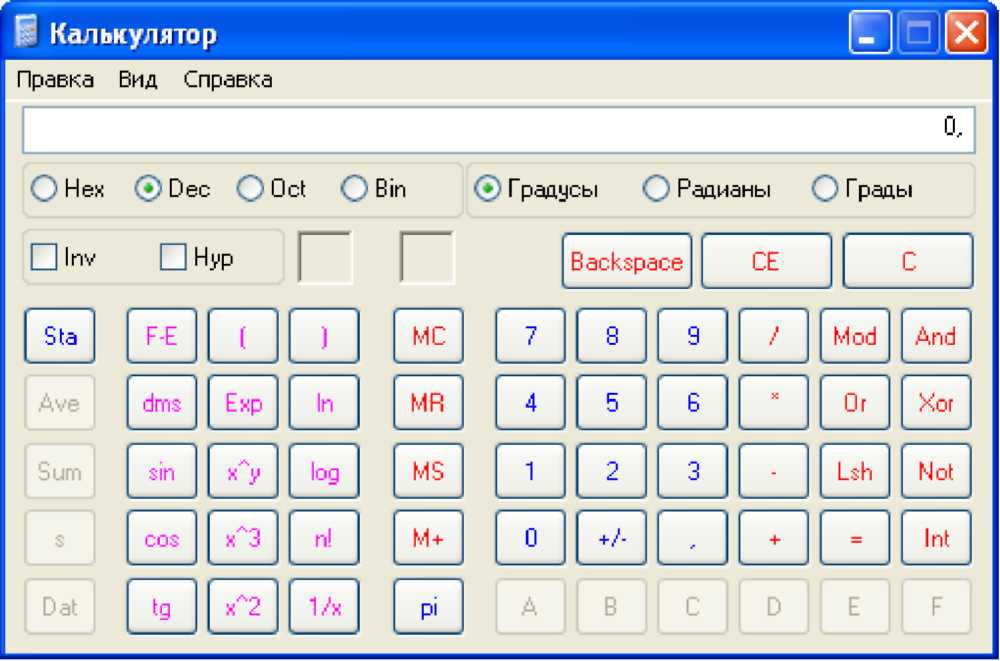 Калькулятор
Правка Вид Справка
0,
Hex Dec Oct Bin Градусы Радианы Грады
Inv Hyp Backspace CE C
Sta F-E ( ) MC 7 8 9 / Mod And
Ave dms Exp ln MR 4 5 6 * Or Xor
Sum sin x^y log MS 1 2 3 - Lsh Not
s cos x^3 n! M+ 0 +/- , + = Int
Dat tg x^2 1/x pi A B C D E F